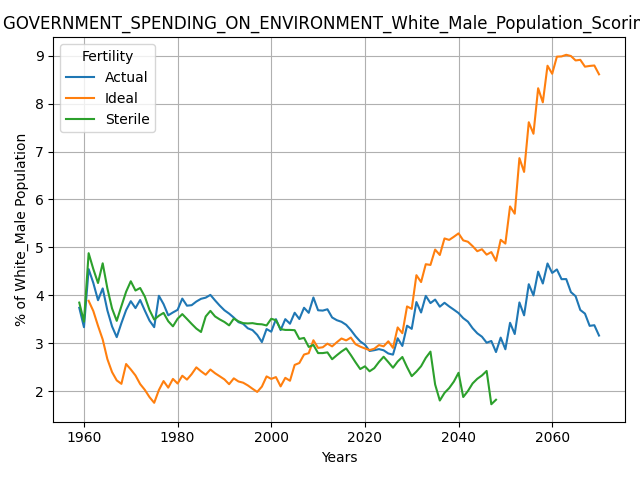 GOVERNMENT_SPENDING_ON_ENVIRONMENT_White_Male_Population_Scorin
Fertility
Actual
Ideal
Sterile
9
8
7
6
5
4
3
2
% of White_Male Population
1960 1980 2000 2020 2040 2060
Years